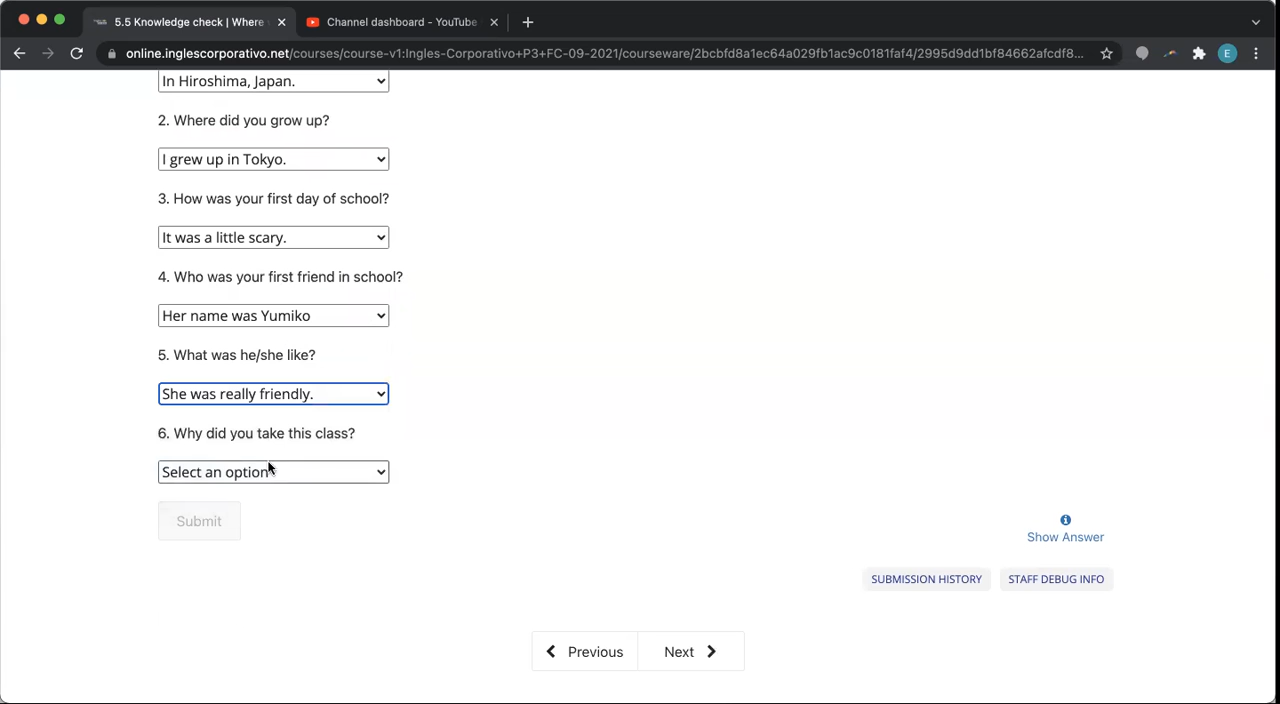 5.5 Knowledge check | Where
Channel dashboard - YouTube
online.inglescorporativo.net/courses/course-v1:Ingles-Corporativo+P3+FC-09-2021/courseware/2bcbfd8a1ec64a029fb1ac9c0181faf4/2995d9dd1bf84662afcdf8...
E
In Hiroshima, Japan.
2. Where did you grow up?
I grew up in Tokyo.
3. How was your first day of school?
It was a little scary.
4. Who was your first friend in school?
Her name was Yumiko
5. What was he/she like?
She was really friendly.
6. Why did you take this class?
Select an option
Submit
Show Answer
SUBMISSION HISTORY STAFF DEBUG INFO
Previous Next